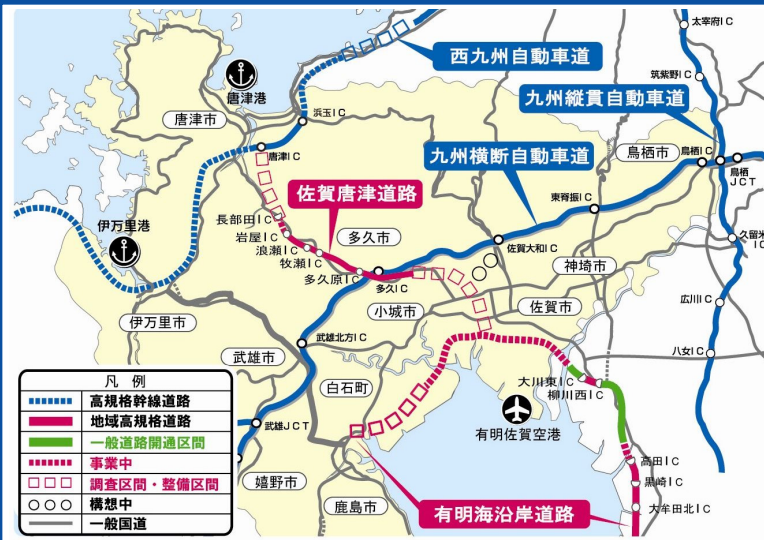 太宰府IC
西九州自動車道
筑紫野IC
唐津港
九州縦貫自動車道
浜玉IC
唐津市
唐津IC
九州横断自動車道
鳥栖市
鳥栖IC
鳥栖
JCT
佐賀唐津道路
東脊振IC
伊万里港
長部田IC
岩屋IC
多久市
浪瀬IC
牧瀬IC
佐賀大和IC
久留米
IC
神埼市
多久原IC
多久IC
小城市
佐賀市
広川IC
伊万里市
武雄北方IC
武雄市
八女IC
白石町
大川東IC
柳川西IC
凡 例
高規格幹線道路
地域高規格道路
一般道路開通区間
事業中
調査区間・整備区間
構想中
一般国道
武雄JCT
有明佐賀空港
高田IC
嬉野市
黒崎IC
鹿島市
有明海沿岸道路
大牟田北IC